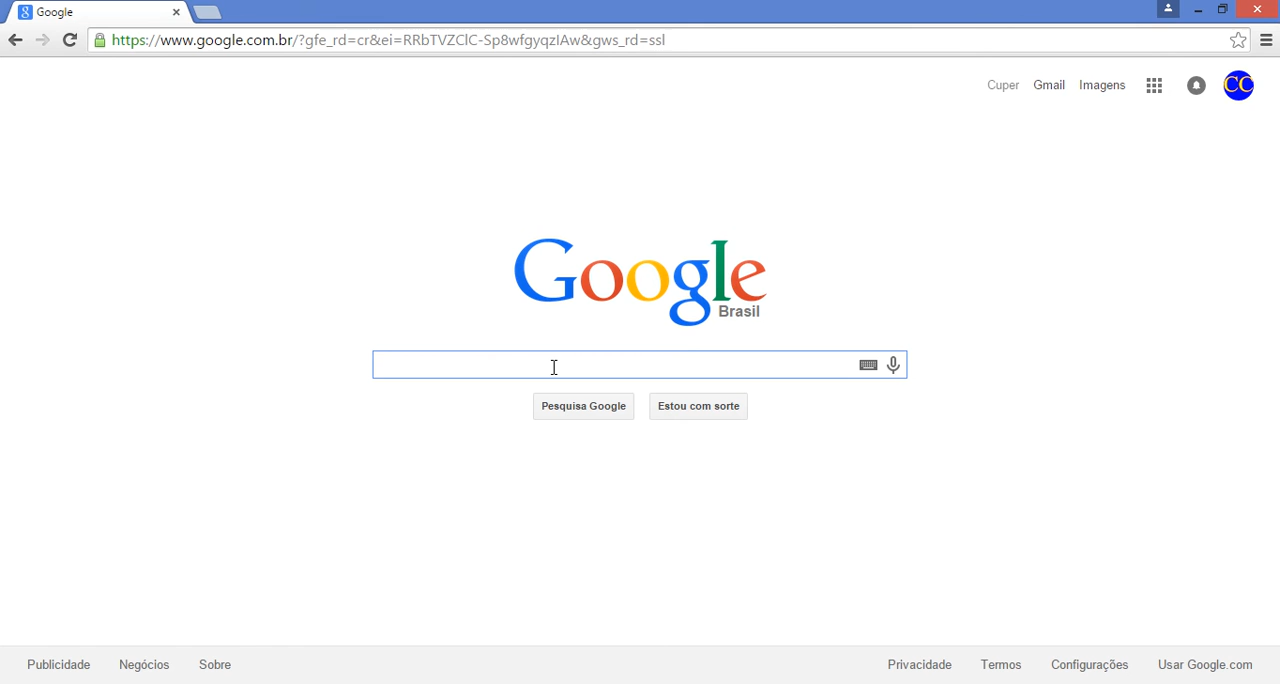 Google
https://www.google.com.br/?gfe_rd=cr&ei=RRbTVZClC-Sp8wfgyqzIAw&gws_rd=ssl
Cuper Gmail Imagens CC
Google
Brasil
Pesquisa Google Estou com sorte
Publicidade Negócios Sobre Privacidade Termos Configurações Usar Google.com